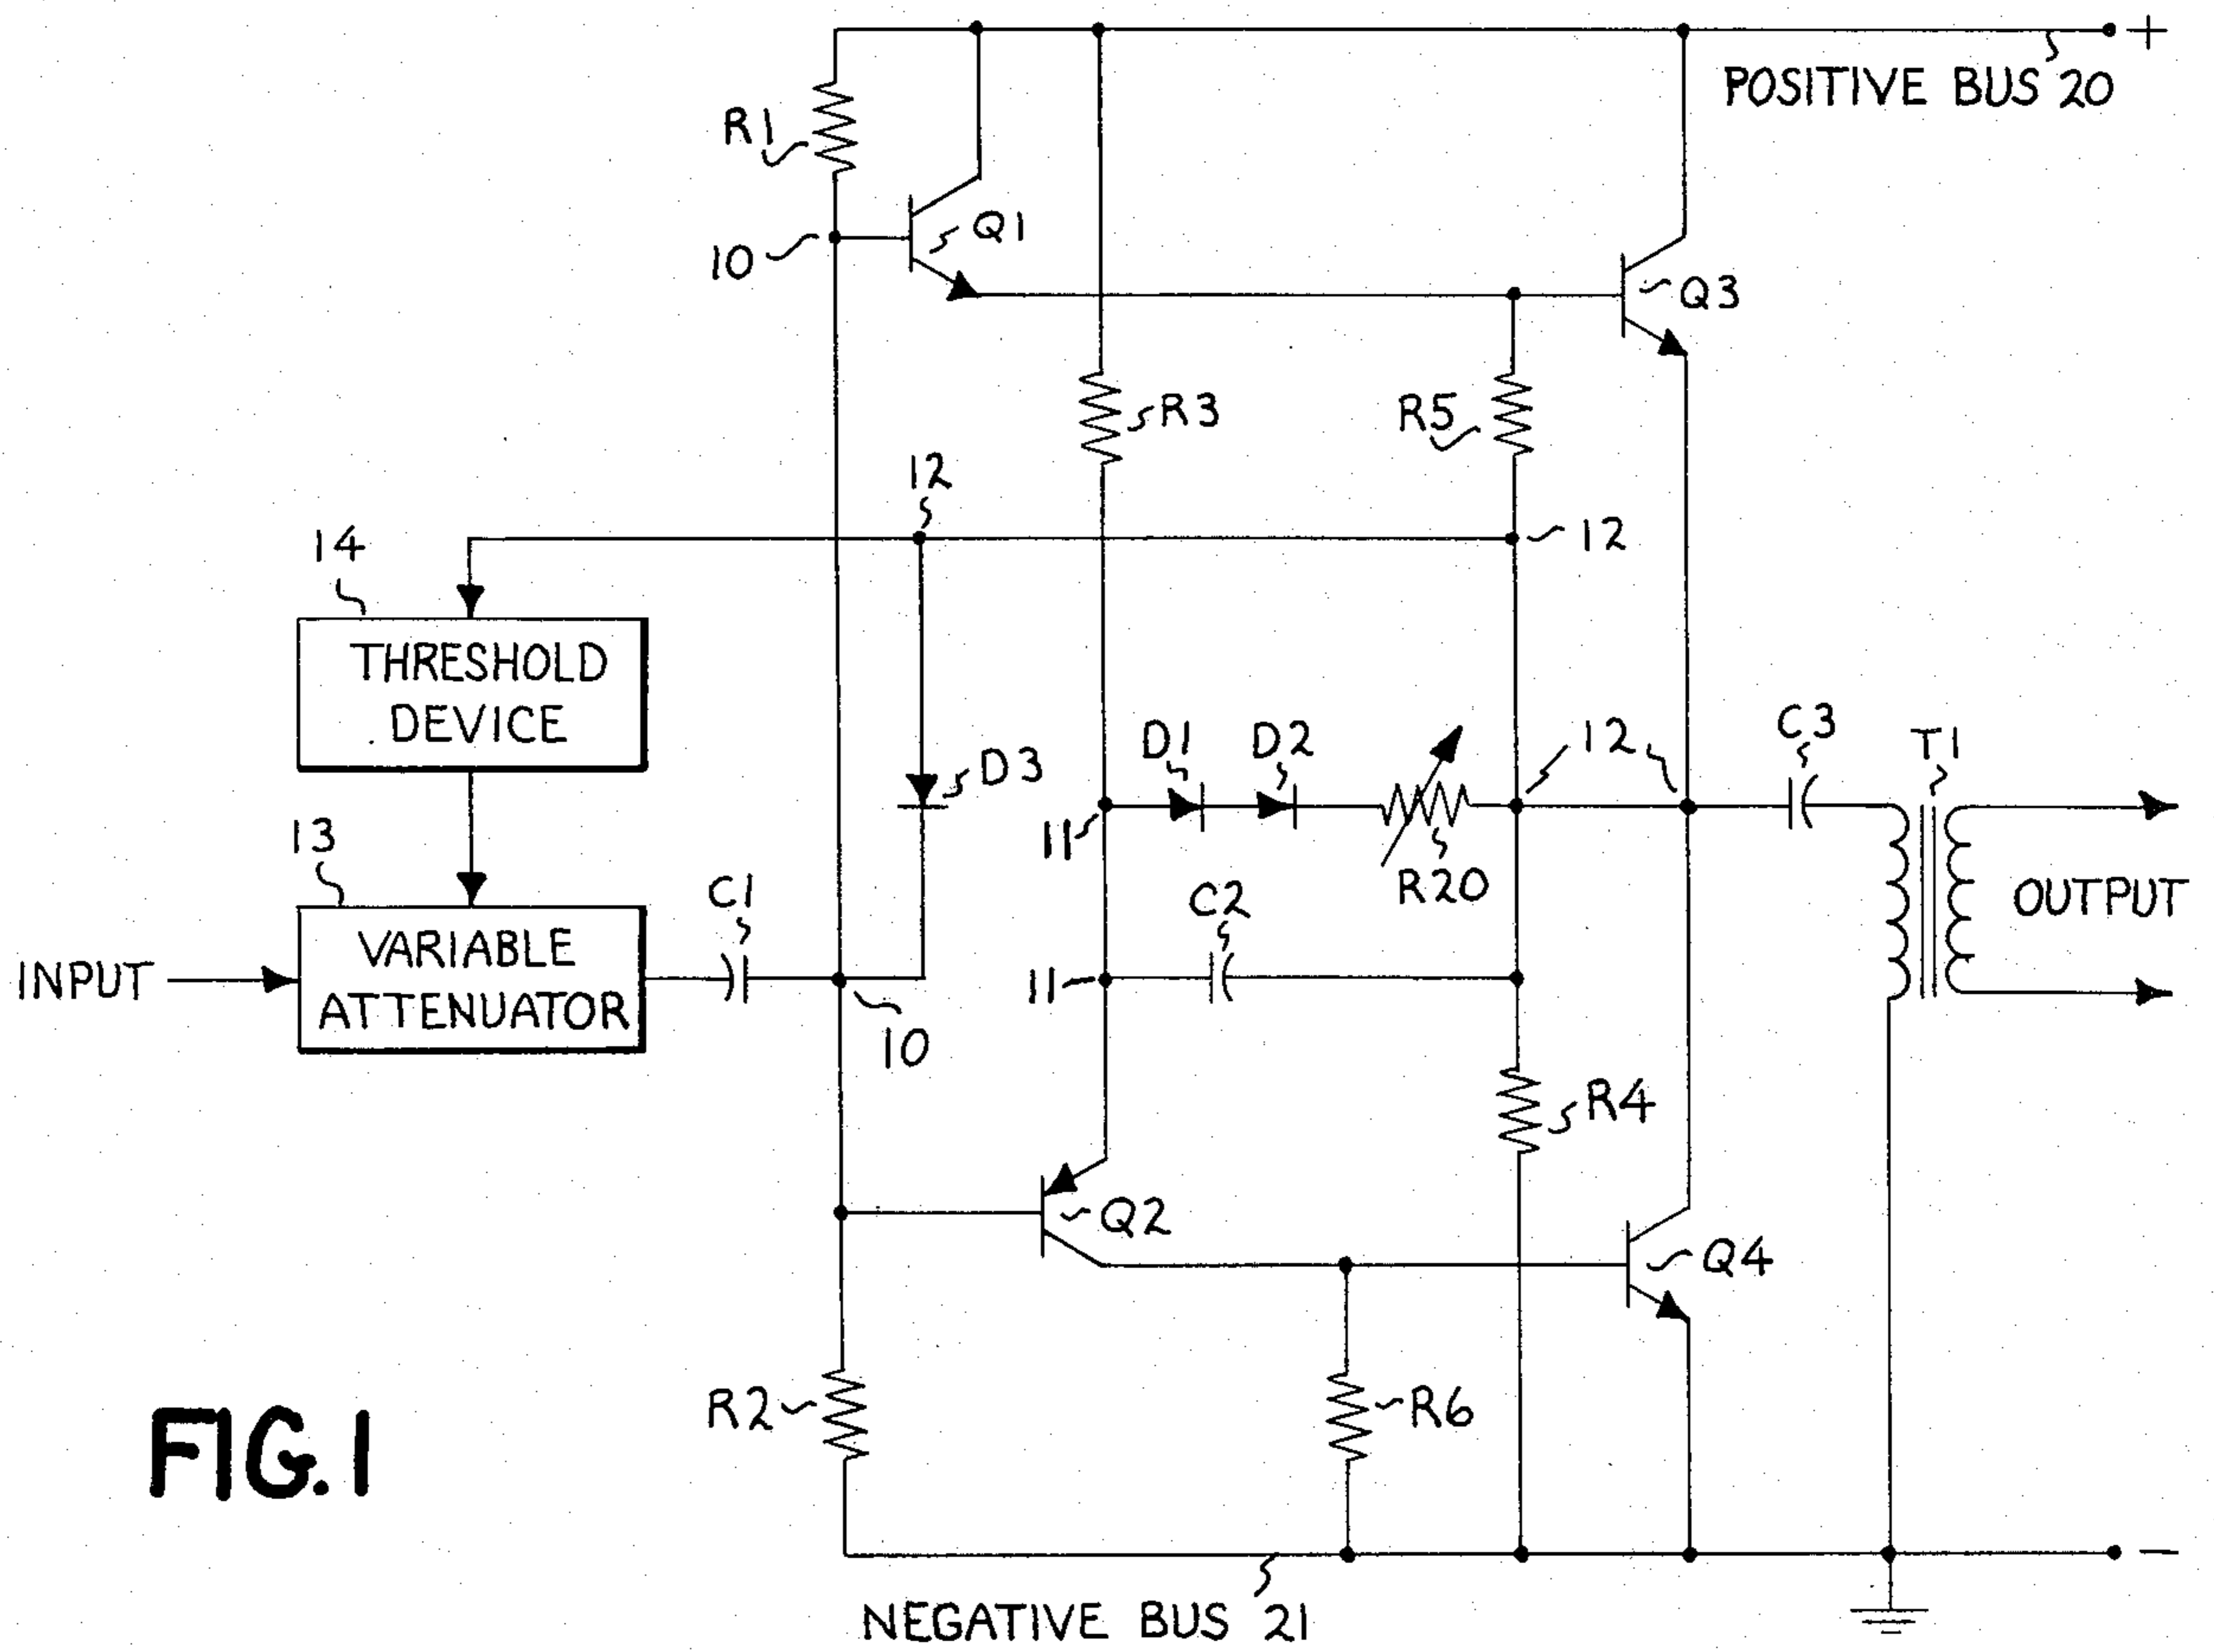 +
POSITIVE BUS 20
R1
Q1
10
Q3
R3
R5
12
12
14
THRESHOLD
DEVICE
D3
D1
D2
12
C3
T1
11
R20
OUTPUT
13
C1
C2
INPUT
VARIABLE
ATTENUATOR
11
10
R4
Q2
Q4
R2
R6
FIG. 1
−
NEGATIVE BUS 21